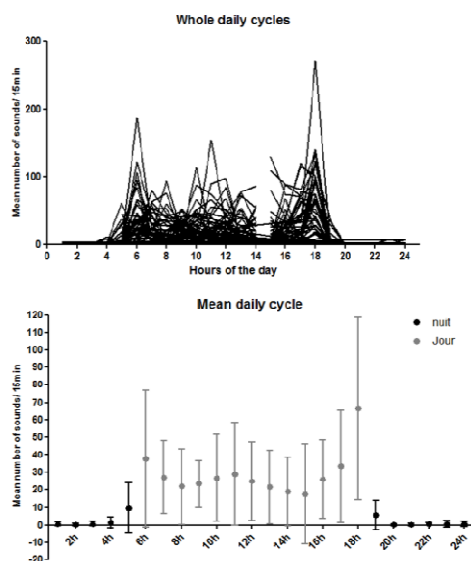 Whole daily cycles
Mean number of sounds/ 15min
300
200
100
0
0 2 4 6 8 10 12 14 16 18 20 22 24
Hours of the day
Mean daily cycle
Mean number of sounds/ 15min
120
110
100
90
80
70
60
50
40
30
20
10
0
-10
-20
nuit
Jour
2h 4h 6h 8h 10h 12h 14h 16h 18h 20h 22h 24h